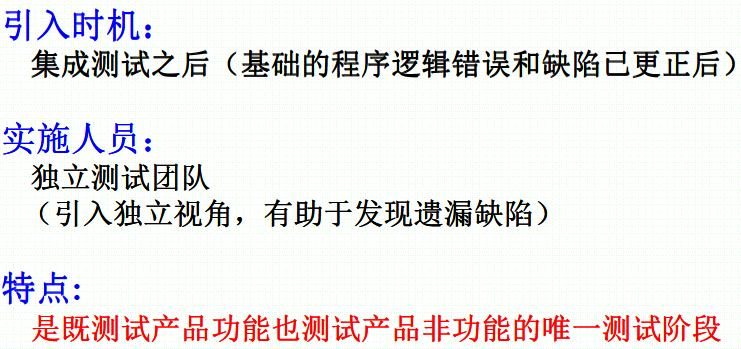 引入时机：
集成测试之后（基础的程序逻辑错误和缺陷已更正后）
实施人员：
独立测试团队
（引入独立视角，有助于发现遗漏缺陷）
特点:
是既测试产品功能也测试产品非功能的唯一测试阶段